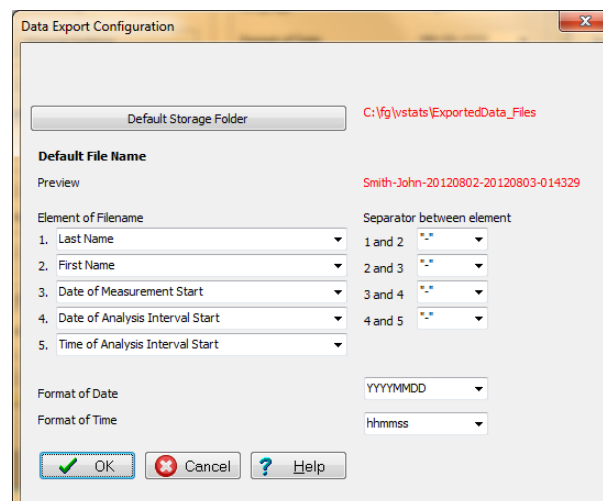 Data Export Configuration
Default Storage Folder C:\fg\vstats\ExportedData_Files
Default File Name
Preview Smith-John-20120802-20120803-014329
Element of Filename Separator between element
1. Last Name 1 and 2 "-"
2. First Name 2 and 3 "-"
3. Date of Measurement Start 3 and 4 "-"
4. Date of Analysis Interval Start 4 and 5 "-"
5. Time of Analysis Interval Start
Format of Date YYYYMMDD
Format of Time hhmmss
OK Cancel ? Help